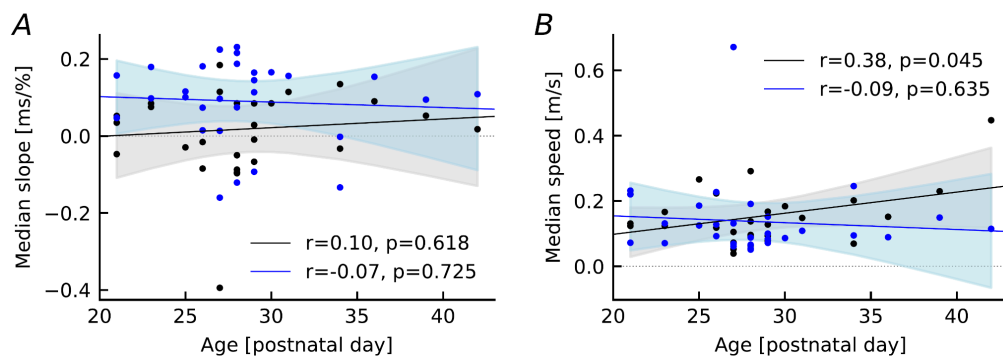 A
Median slope [ms/%]
0.2
0.0
−0.2
−0.4
r=0.10, p=0.618
r=-0.07, p=0.725
20 25 30 35 40
Age [postnatal day]
B
Median speed [m/s]
0.6
0.4
0.2
0.0
r=0.38, p=0.045
r=-0.09, p=0.635
20 25 30 35 40
Age [postnatal day]